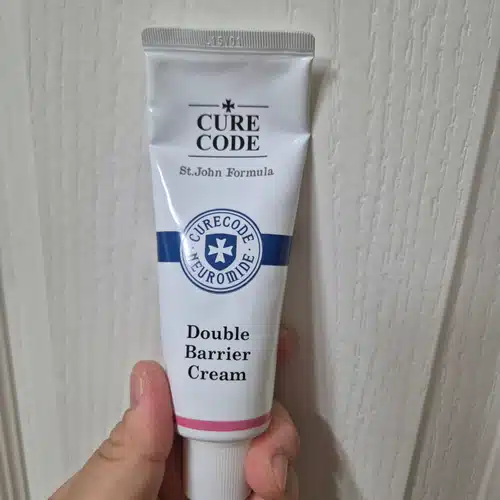 CURE
CODE
St.John Formula
CURECODE
NEUROMIDE
Double
Barrier
Cream